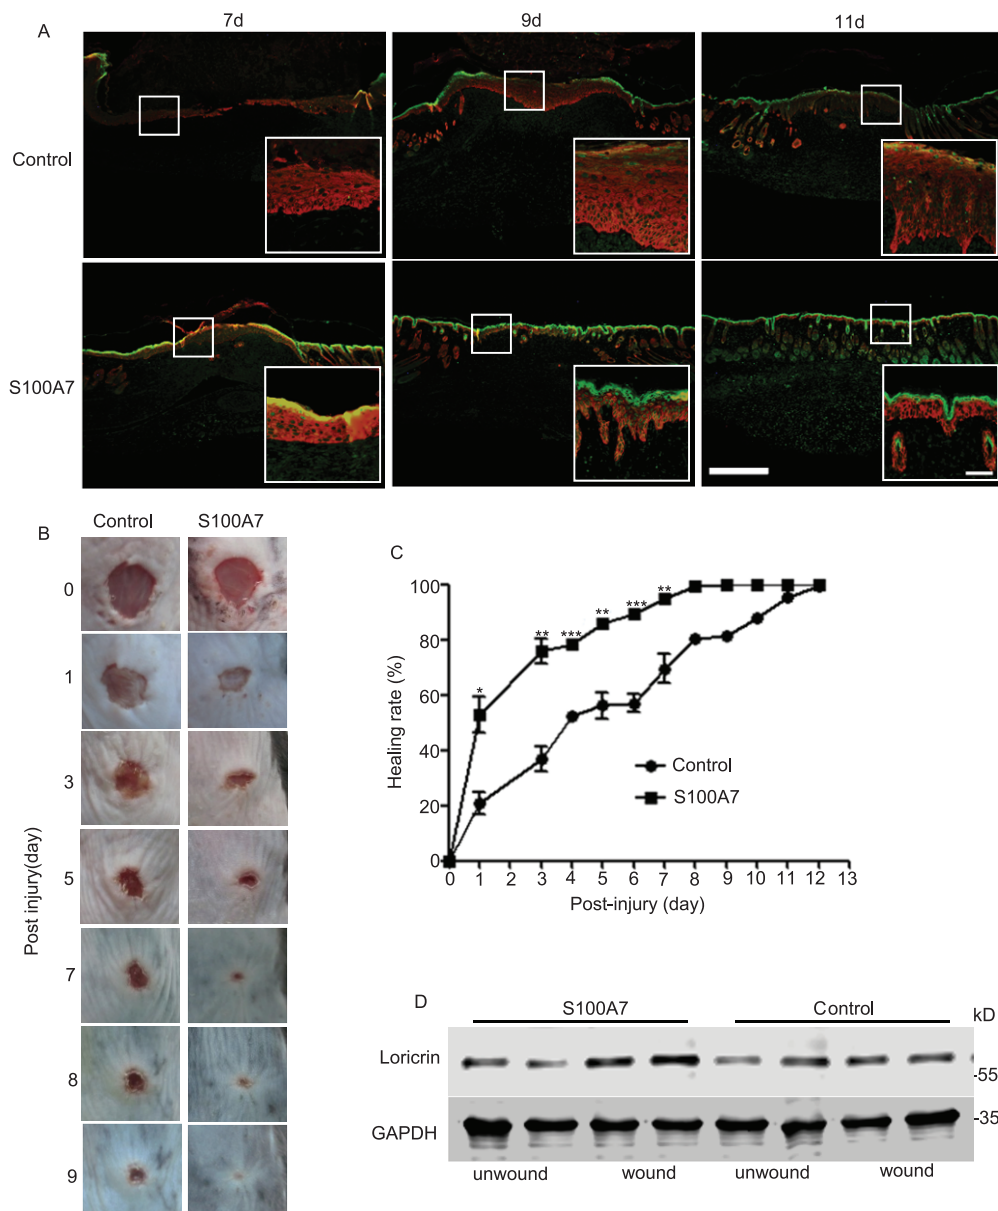 A
7d
9d
11d
Control
S100A7
B
Control
S100A7
0
1
3
5
7
8
9
Post injury(day)
C
Healing rate (%)
100
80
60
40
20
0
*
**
***
**
***
**
Control
S100A7
0 1 2 3 4 5 6 7 8 9 10 11 12 13
Post-injury (day)
D
S100A7
Control
kD
Loricrin
-55
GAPDH
-35
unwound
wound
unwound
wound